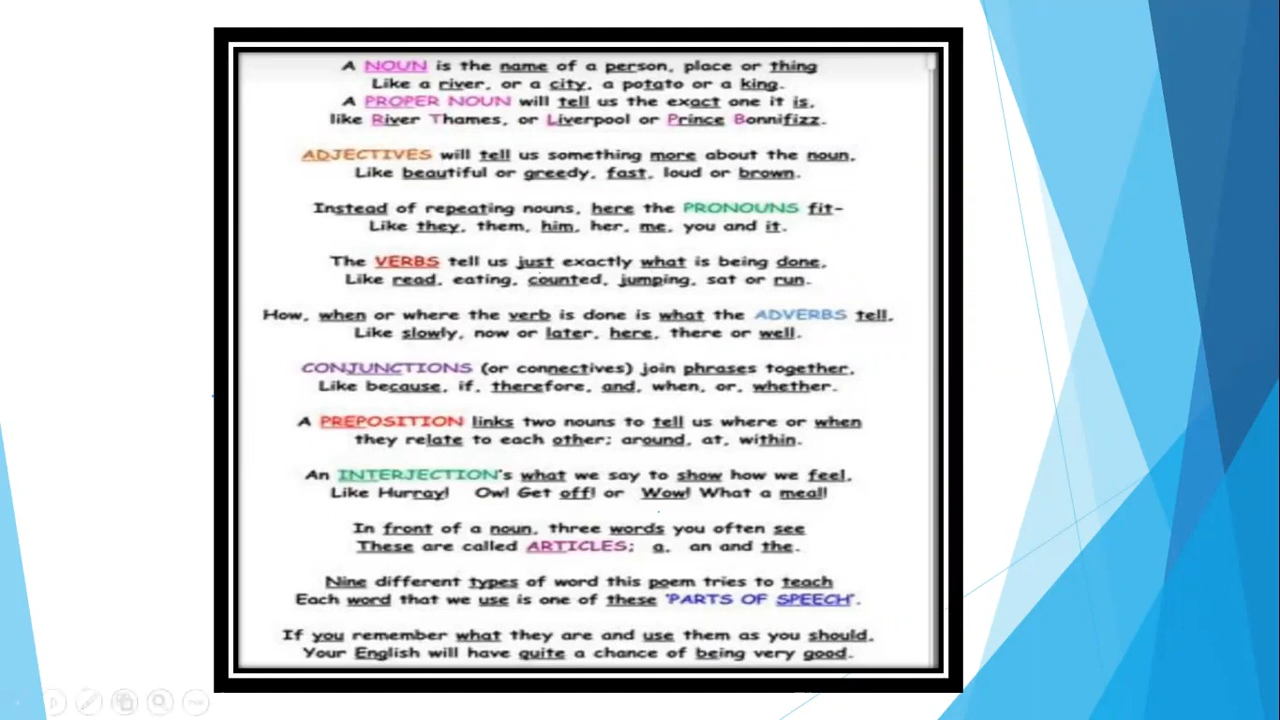 A NOUN is the name of a person, place or thing
Like a river, or a city, a potato or a king.
A PROPER NOUN will tell us the exact one it is,
like River Thames, or Liverpool or Prince Bonnifizz.
ADJECTIVES will tell us something more about the noun,
Like beautiful or greedy, fast, loud or brown.
Instead of repeating nouns, here the PRONOUNS fit-
Like they, them, him, her, me, you and it.
The VERBS tell us just exactly what is being done,
Like read, eating, counted, jumping, sat or run.
How, when or where the verb is done is what the ADVERBS tell,
Like slowly, now or later, here, there or well.
CONJUNCTIONS (or connectives) join phrases together,
Like because, if, therefore, and, when, or, whether.
A PREPOSITION links two nouns to tell us where or when
they relate to each other; around, at, within.
An INTERJECTION's what we say to show how we feel,
Like Hurray! Ow! Get off! or Wow! What a meal!
In front of a noun, three words you often see
These are called ARTICLES; a, an and the.
Nine different types of word this poem tries to teach
Each word that we use is one of these 'PARTS OF SPEECH'.
If you remember what they are and use them as you should,
Your English will have quite a chance of being very good.